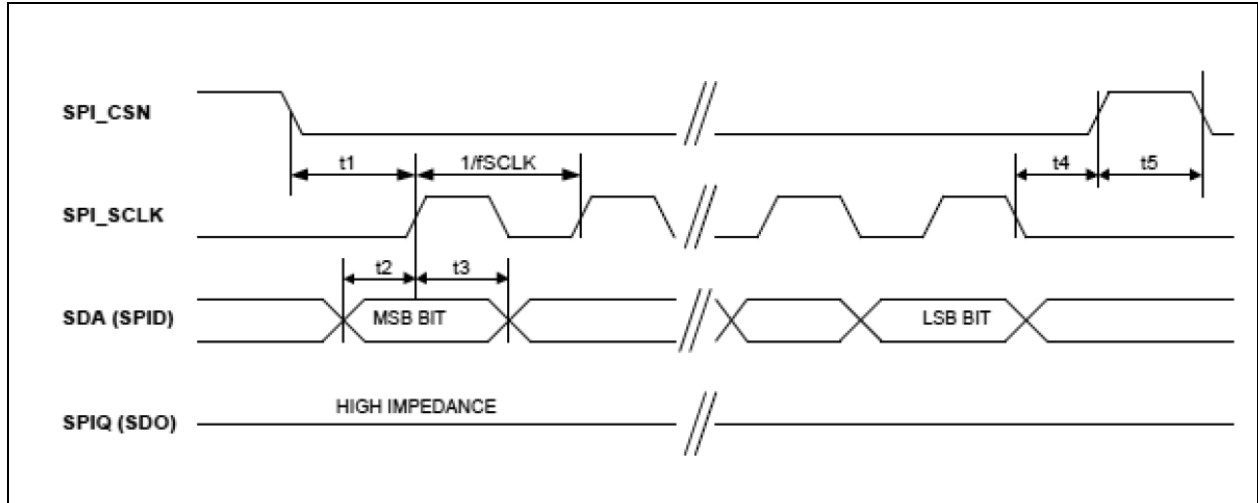 SPI_CSN
t1
1/fSCLK
t4
t5
SPI_SCLK
t2
t3
SDA (SPID)
MSB BIT
LSB BIT
HIGH IMPEDANCE
SPIQ (SDO)